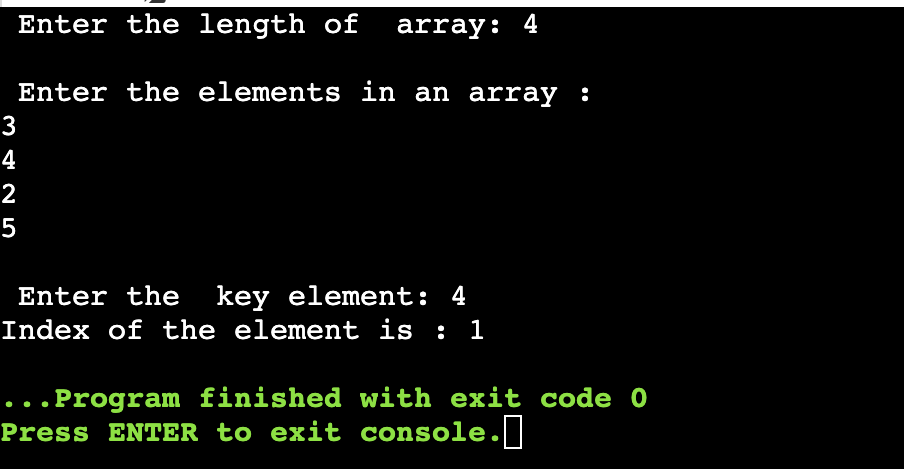 Enter the length of  array: 4
Enter the elements in an array :
3
4
2
5
Enter the  key element: 4
Index of the element is : 1
...Program finished with exit code 0
Press ENTER to exit console.